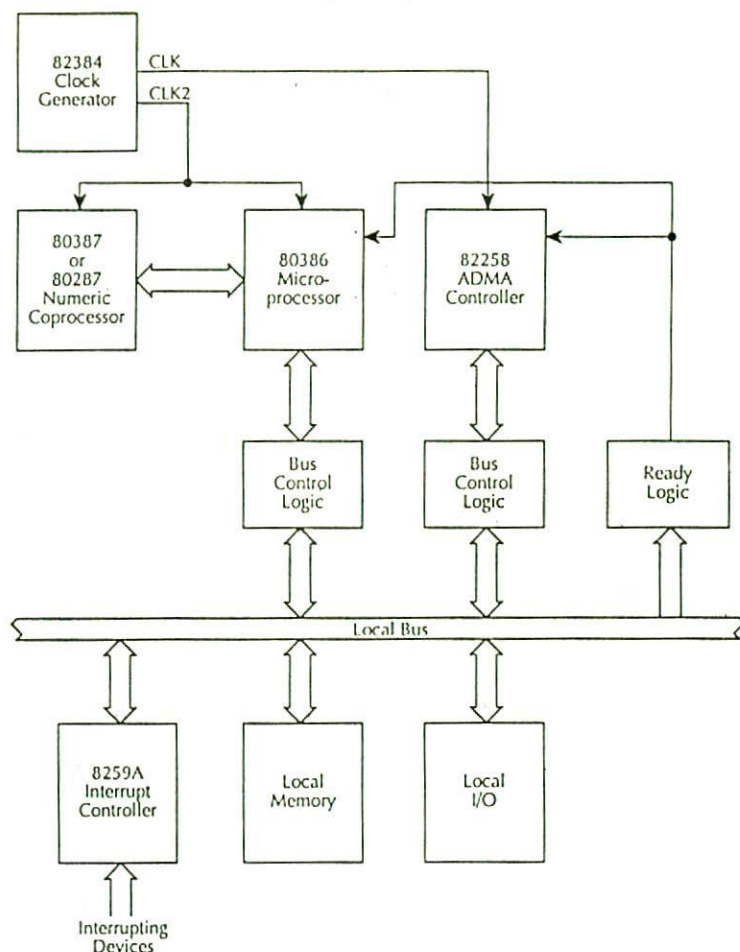 82384
Clock
Generator
CLK
CLK2
80387
or
80287
Numeric
Coprocessor
80386
Micro-
processor
82258
ADMA
Controller
Bus
Control
Logic
Bus
Control
Logic
Ready
Logic
Local Bus
8259A
Interrupt
Controller
Local
Memory
Local
I/O
Interrupting
Devices